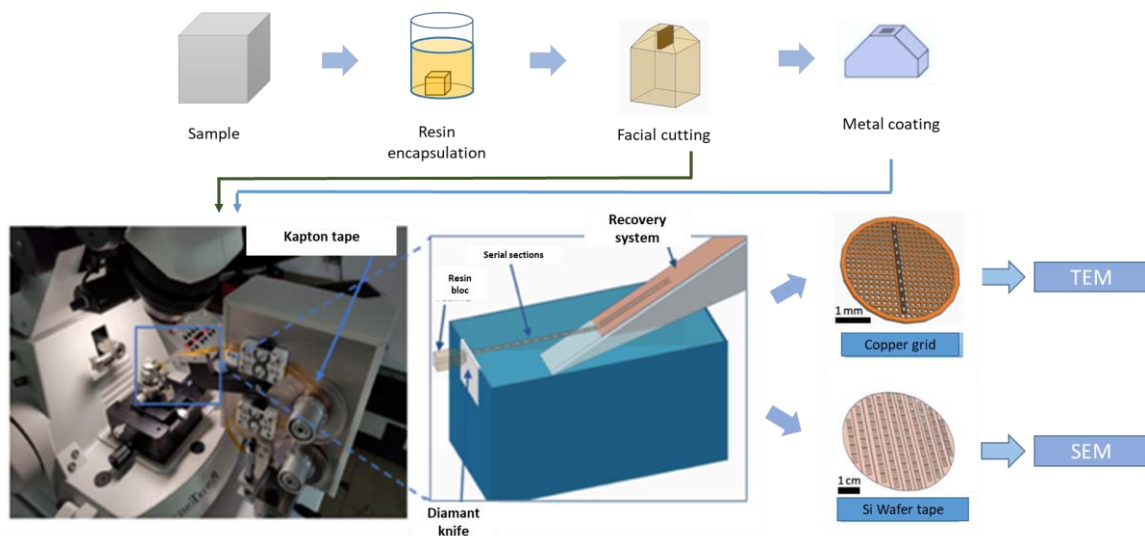 Sample
Resin
encapsulation
Facial cutting
Metal coating
Kapton tape
Recovery
system
Serial sections
Resin
bloc
Diamant
knife
1 mm
Copper grid
TEM
1 cm
Si Wafer tape
SEM